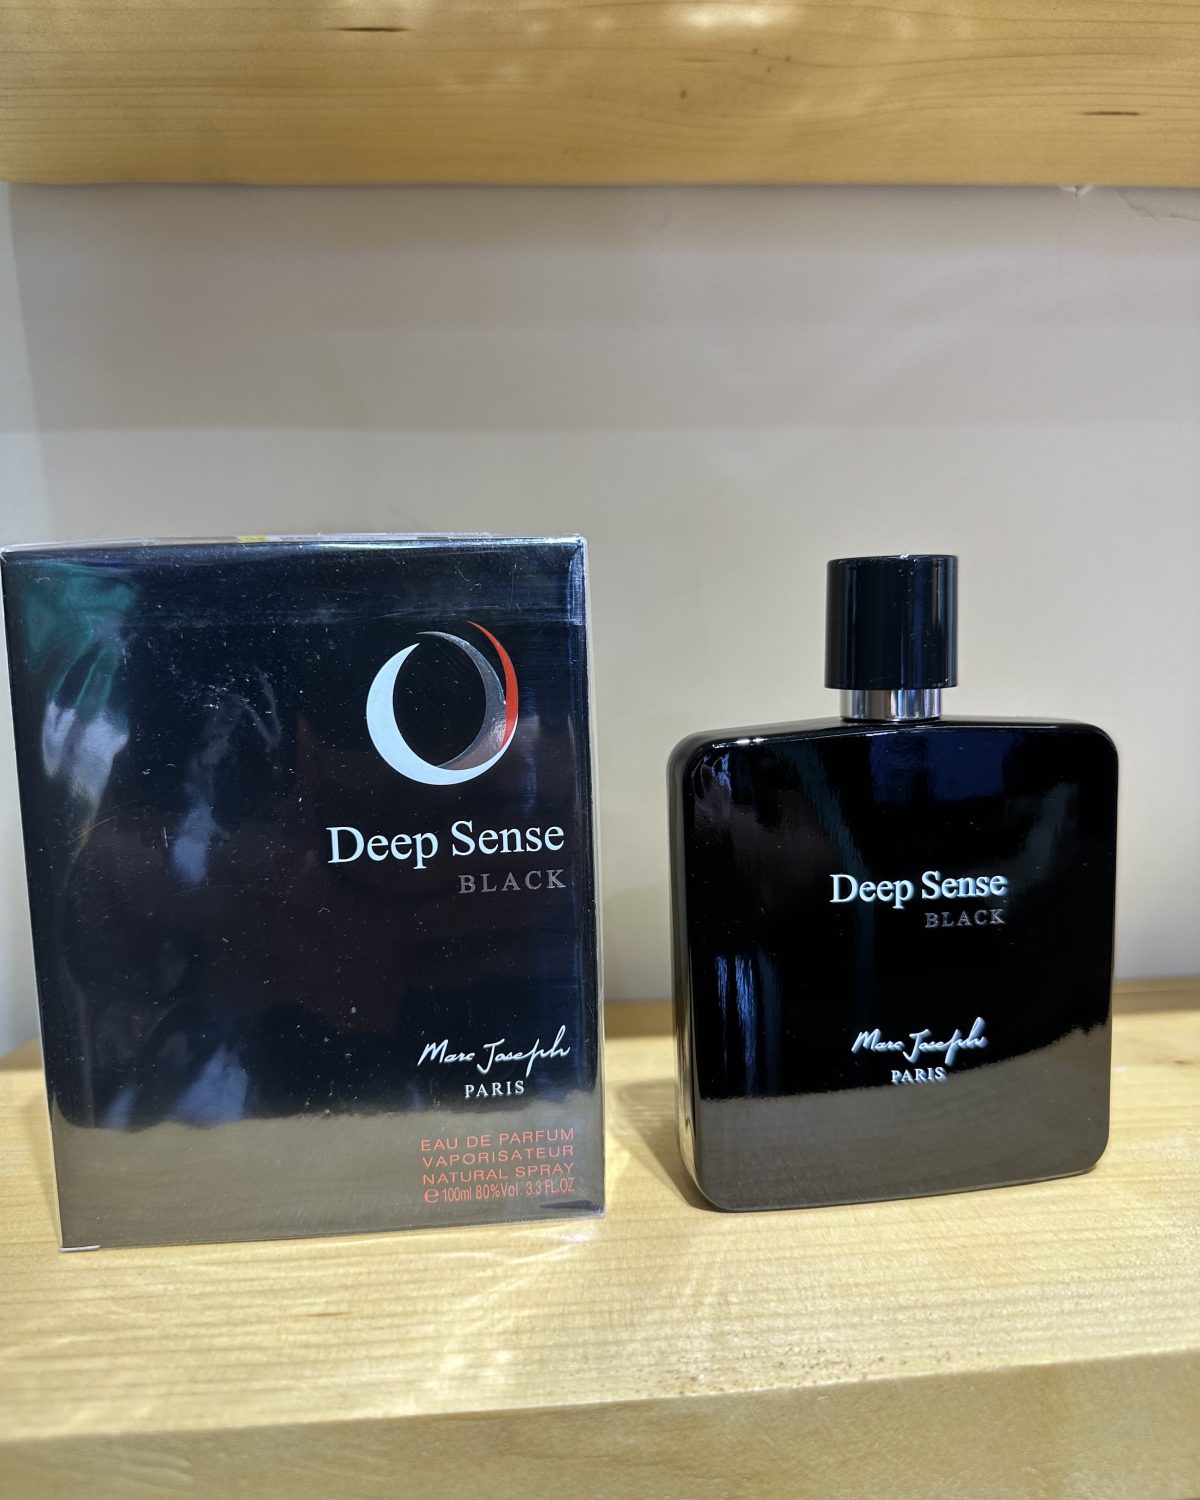 Deep Sense
BLACK
Marc Joseph
PARIS
EAU DE PARFUM
VAPORISATEUR
NATURAL SPRAY
℮ 100ml 80%Vol. 3.3 FL.OZ
Deep Sense
BLACK
Marc Joseph
PARIS